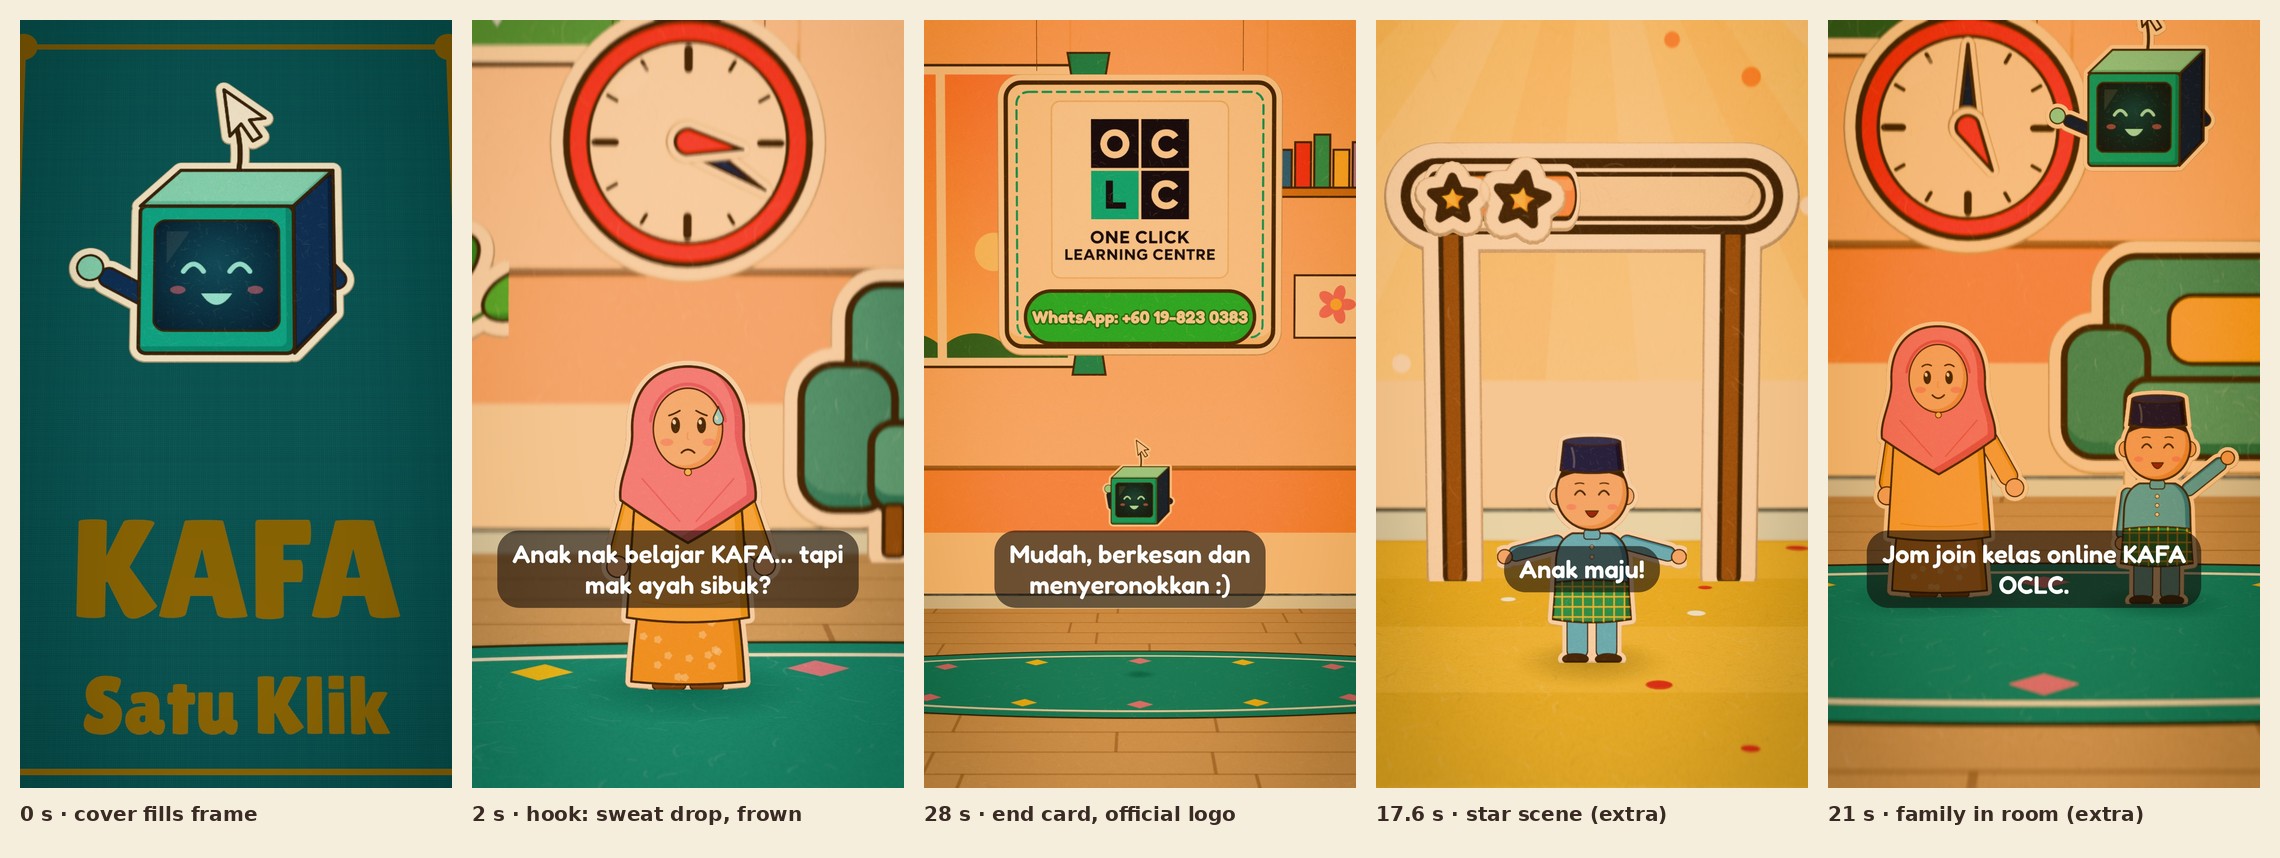 KAFA
Satu Klik
0 s · cover fills frame
Anak nak belajar KAFA... tapi
mak ayah sibuk?
2 s · hook: sweat drop, frown
O C
L C
ONE CLICK
LEARNING CENTRE
WhatsApp: +60 19-823 0383
Mudah, berkesan dan
menyeronokkan :)
28 s · end card, official logo
Anak maju!
17.6 s · star scene (extra)
Jom join kelas online KAFA
OCLC.
21 s · family in room (extra)